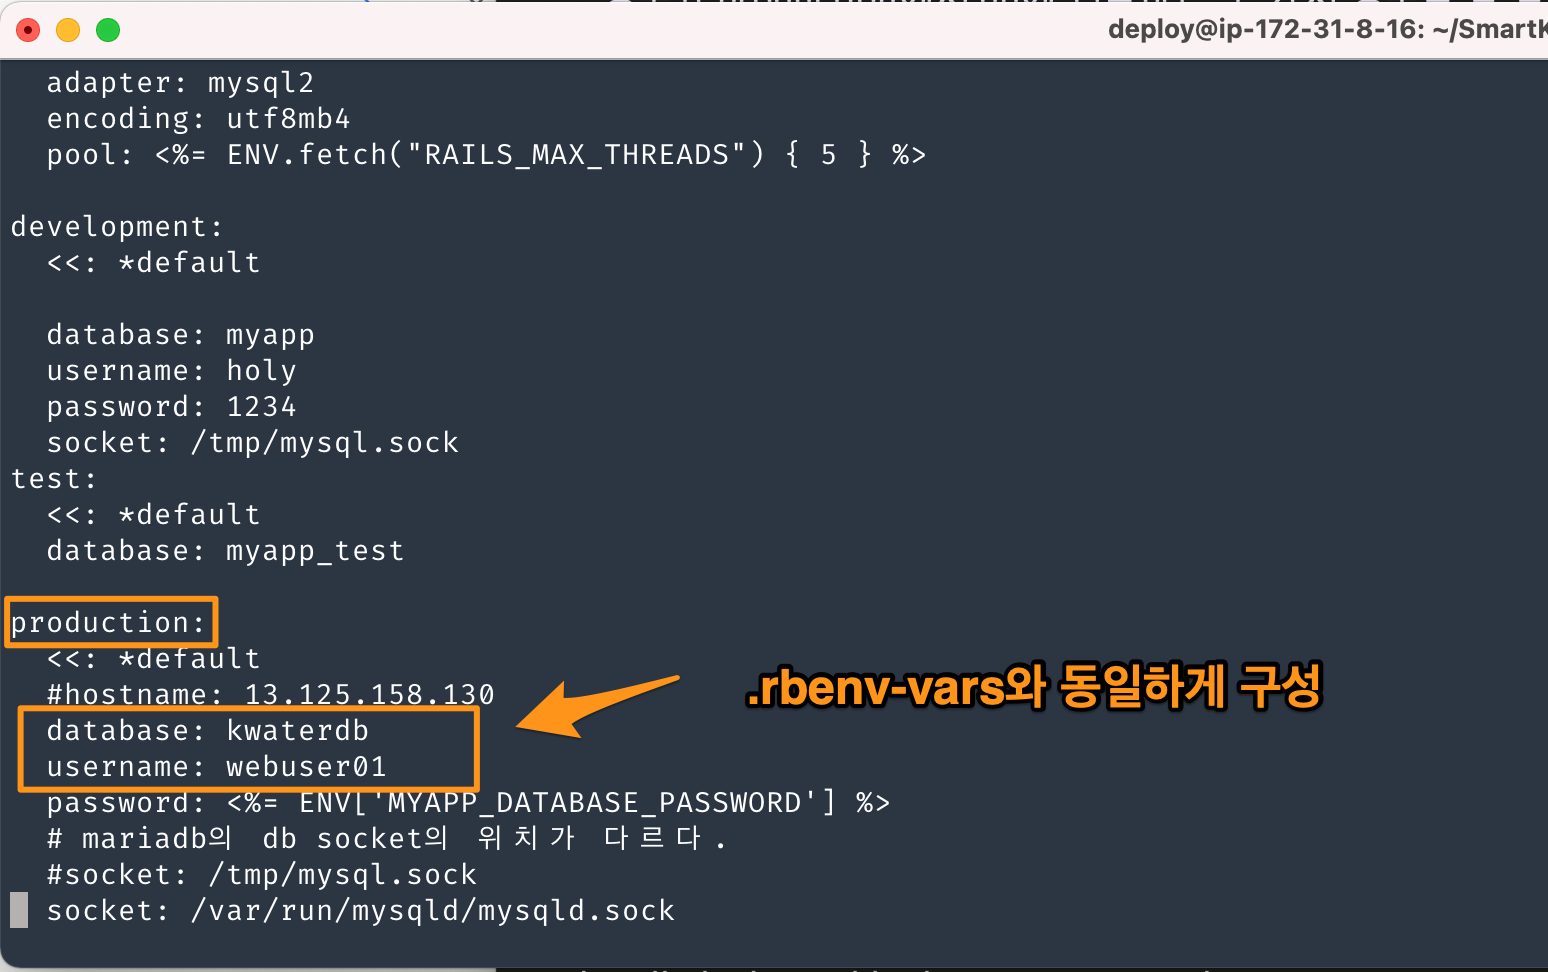 deploy@ip-172-31-8-16: ~/Smart
adapter: mysql2
encoding: utf8mb4
pool: <%= ENV.fetch("RAILS_MAX_THREADS") { 5 } %>
development:
<<: *default
database: myapp
username: holy
password: 1234
socket: /tmp/mysql.sock
test:
<<: *default
database: myapp_test
production:
<<: *default
#hostname: 13.125.158.130
.rbenv-vars와 동일하게 구성
database: kwaterdb
username: webuser01
password: <%= ENV['MYAPP_DATABASE_PASSWORD'] %>
# mariadb의 db socket의 위치가 다르다.
#socket: /tmp/mysql.sock
socket: /var/run/mysqld/mysqld.sock